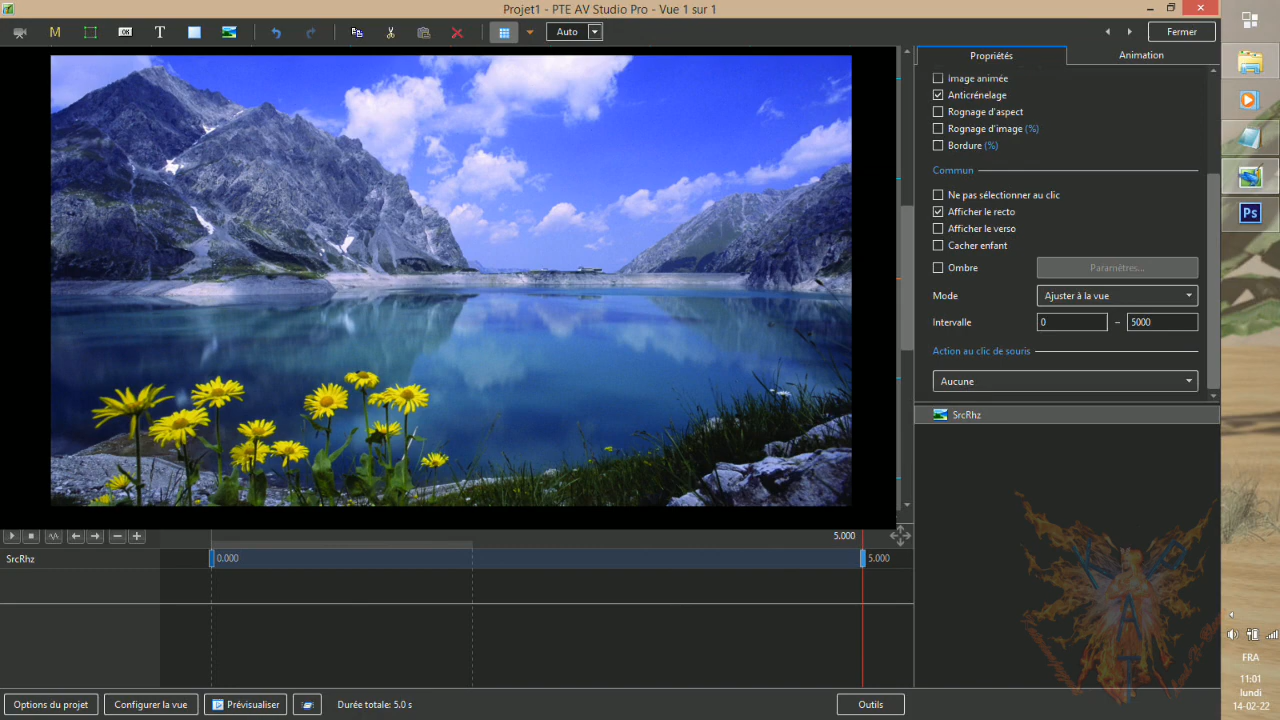 Projet1 - PTE AV Studio Pro - Vue 1 sur 1
M T OK Auto Fermer
Propriétés Animation
Image animée
Anticrénelage
Rognage d'aspect
Rognage d'image (%)
Bordure (%)
Commun
Ne pas sélectionner au clic
Afficher le recto
Afficher le verso
Cacher enfant
Ombre Paramètres...
Mode Ajuster à la vue
Intervalle 0 – 5000
Action au clic de souris
Aucune
SrcRhz
5.000
SrcRhz 0.000 5.000
Options du projet Configurer la vue Prévisualiser Durée totale: 5.0 s Outils
Ps
FRA
11:01
lundi
14-02-22
K P
A
T